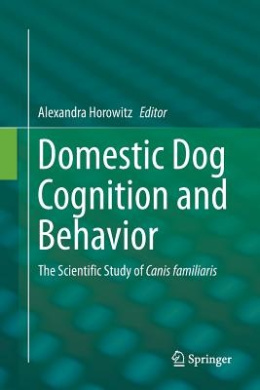 Alexandra Horowitz Editor
Domestic Dog
Cognition and
Behavior
The Scientific Study of Canis familiaris
Springer